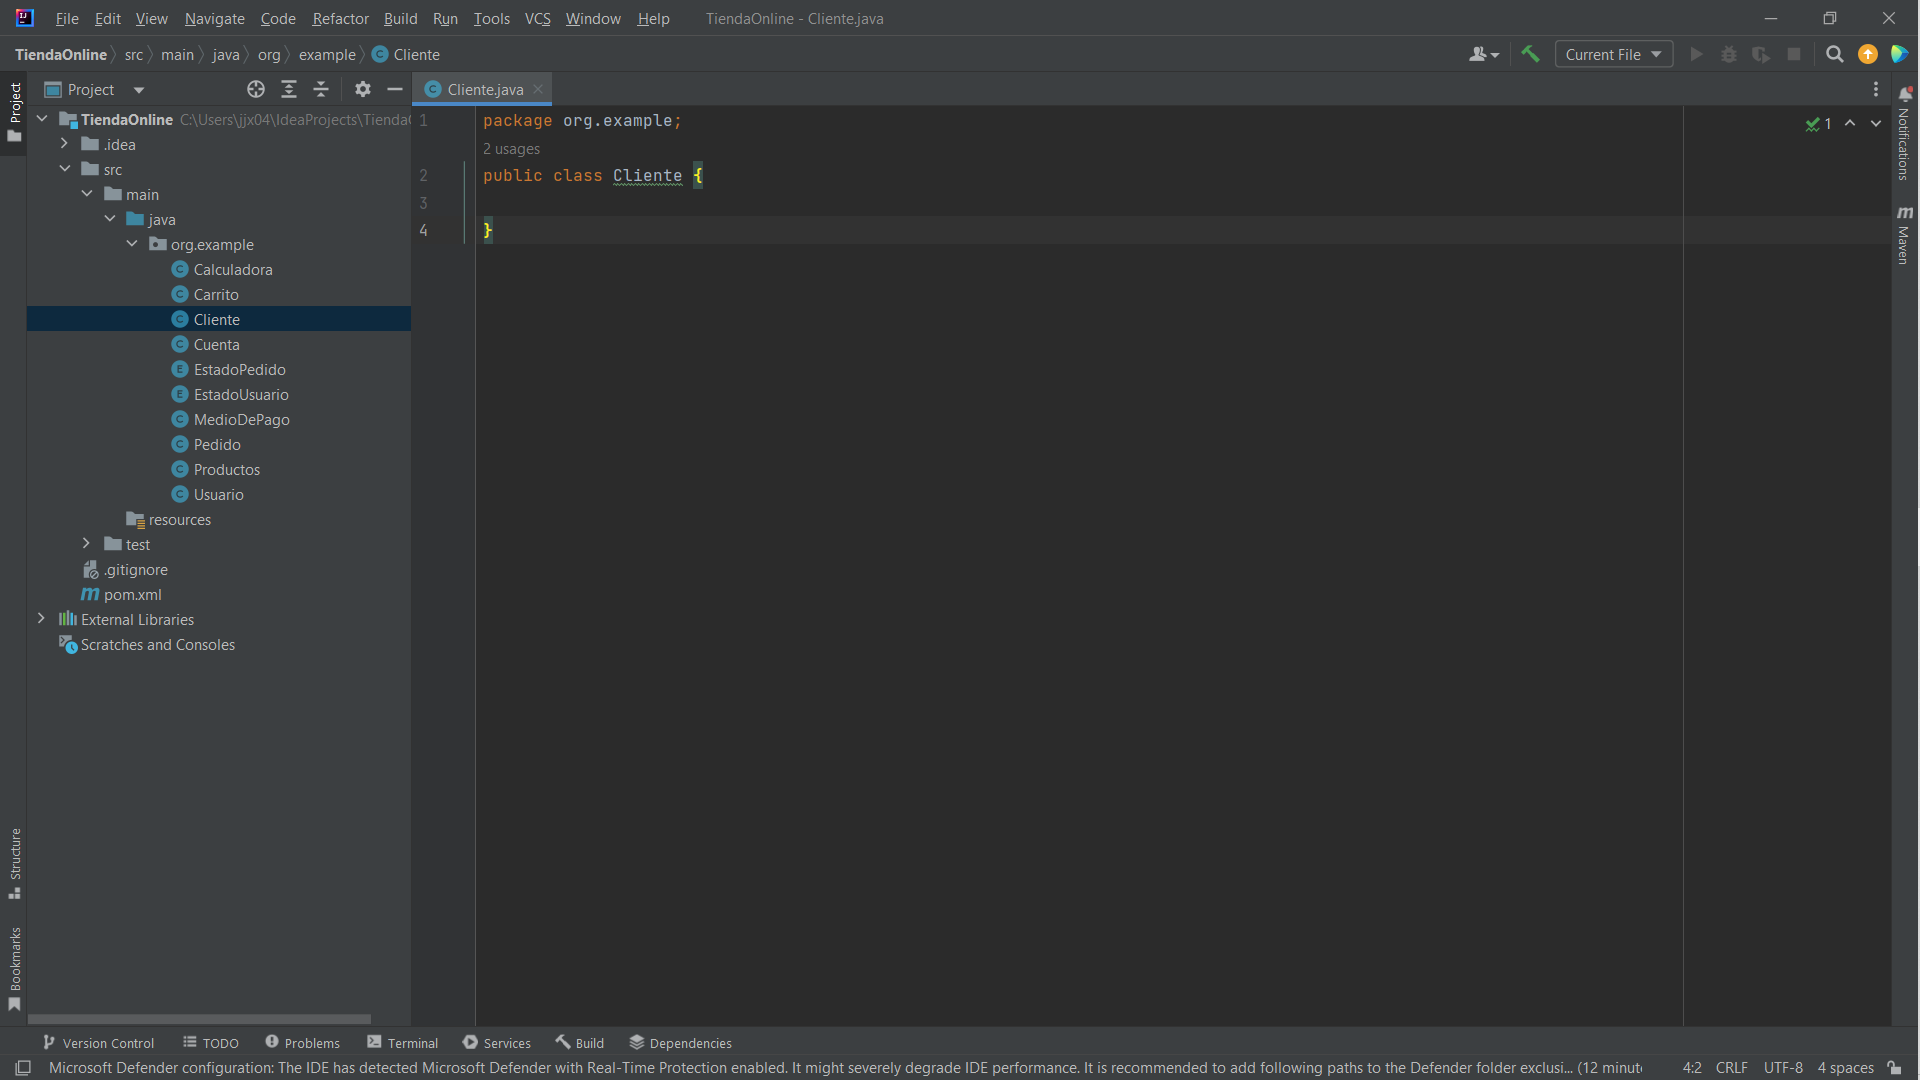 File Edit View Navigate Code Refactor Build Run Tools VCS Window Help TiendaOnline - Cliente.java
TiendaOnline src main java org example Cliente Current File
Project
Cliente.java
Project
TiendaOnline C:\Users\jjx04\IdeaProjects\Tienda
.idea
src
main
java
org.example
Calculadora
Carrito
Cliente
Cuenta
EstadoPedido
EstadoUsuario
MedioDePago
Pedido
Productos
Usuario
resources
test
.gitignore
pom.xml
External Libraries
Scratches and Consoles
1 package org.example;
2 usages
2 public class Cliente {
3
4 }
1
Notifications
Maven
Structure
Bookmarks
Version Control TODO Problems Terminal Services Build Dependencies
Microsoft Defender configuration: The IDE has detected Microsoft Defender with Real-Time Protection enabled. It might severely degrade IDE performance. It is recommended to add following paths to the Defender folder exclusi... (12 minut 4:2 CRLF UTF-8 4 spaces